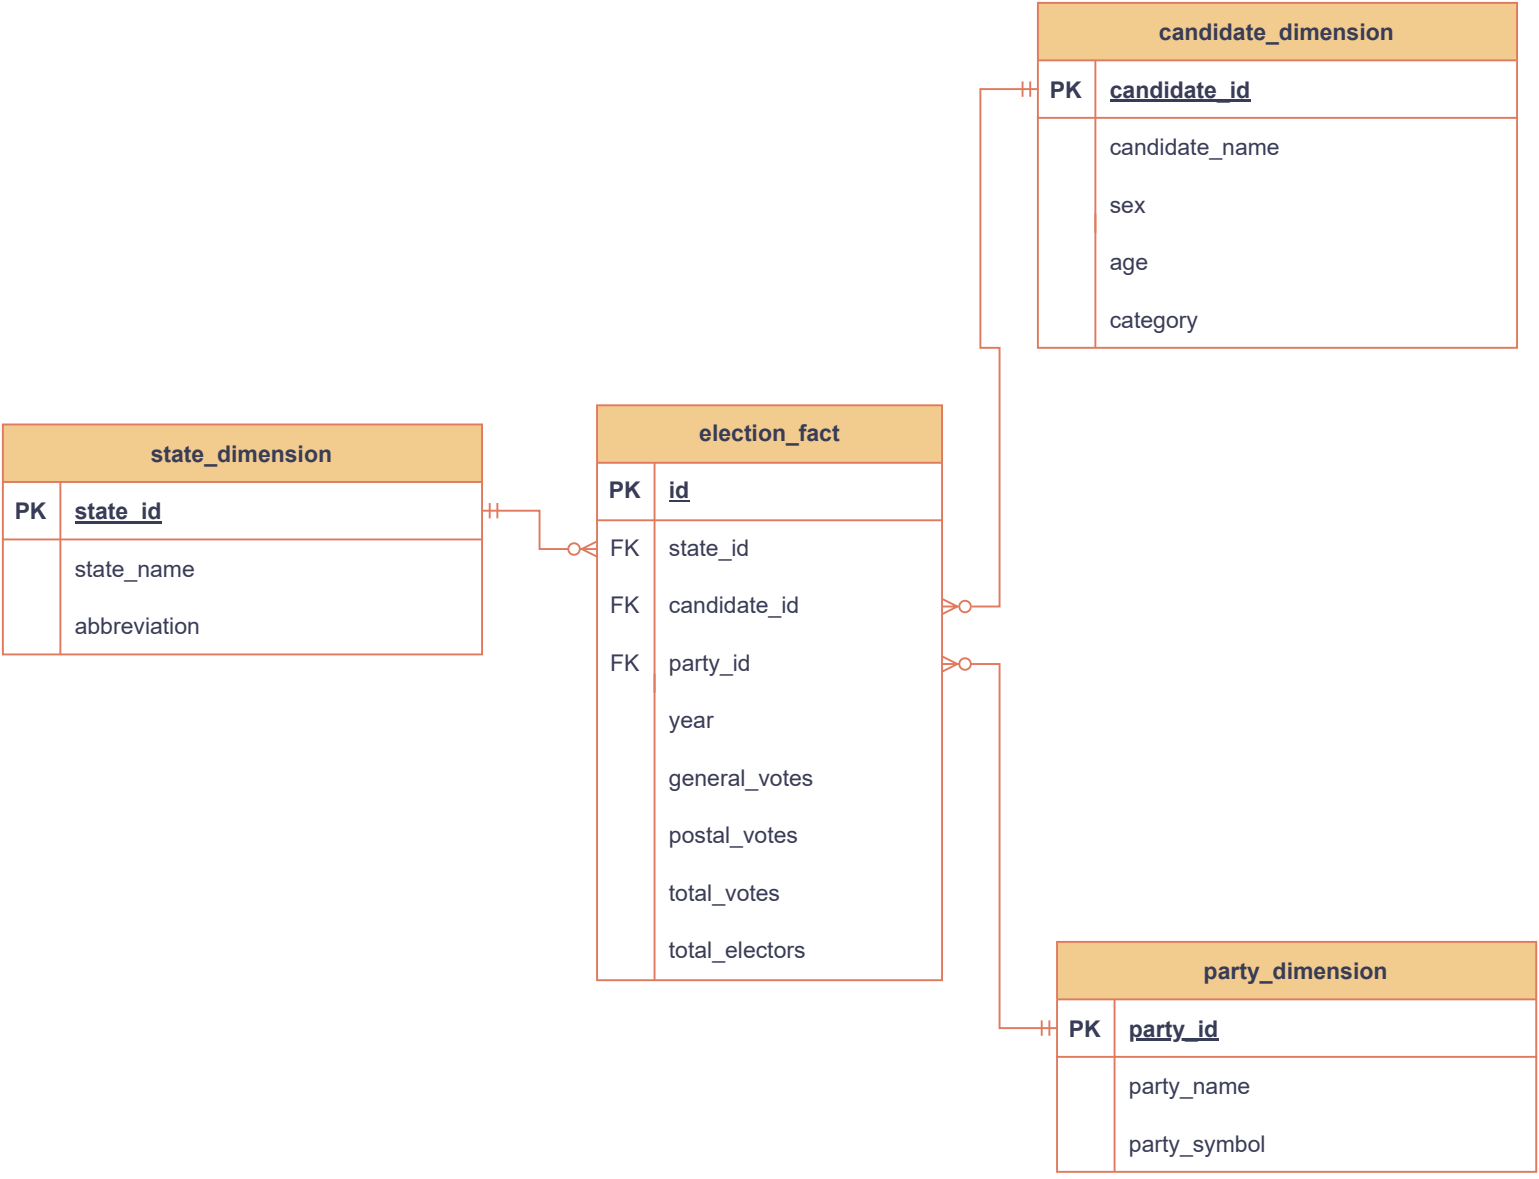 candidate_dimension
PK candidate_id
candidate_name
sex
age
category
state_dimension
PK state_id
state_name
abbreviation
election_fact
PK id
FK state_id
FK candidate_id
FK party_id
year
general_votes
postal_votes
total_votes
total_electors
party_dimension
PK party_id
party_name
party_symbol